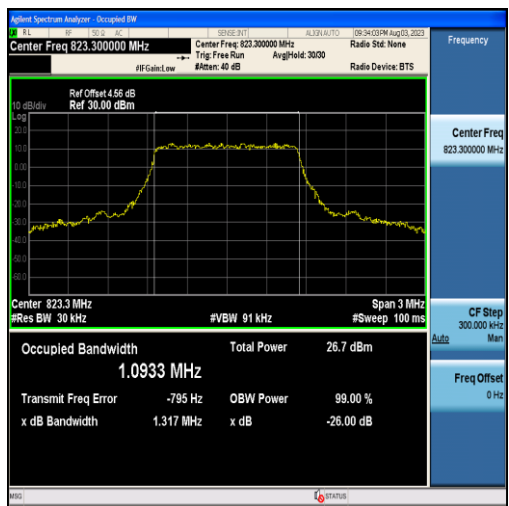 Agilent Spectrum Analyzer - Occupied BW
RL RF 50 Ω AC SENSE:INT ALIGN AUTO 09:34:03PM Aug 03, 2023
Center Freq 823.300000 MHz
Center Freq: 823.300000 MHz Radio Std: None
Trig: Free Run Avg|Hold: 30/30
#IFGain:Low #Atten: 40 dB Radio Device: BTS
Frequency
Ref Offset 4.56 dB
10 dB/div Ref 30.00 dBm
Log
20.0
10.0
0.00
-10.0
-20.0
-30.0
-40.0
-50.0
-60.0
Center Freq
823.300000 MHz
Center 823.3 MHz Span 3 MHz
#Res BW 30 kHz #VBW 91 kHz #Sweep 100 ms
CF Step
300.000 kHz
Auto Man
Occupied Bandwidth Total Power 26.7 dBm
1.0933 MHz
Transmit Freq Error -795 Hz OBW Power 99.00 %
x dB Bandwidth 1.317 MHz x dB -26.00 dB
Freq Offset
0 Hz
MSG STATUS